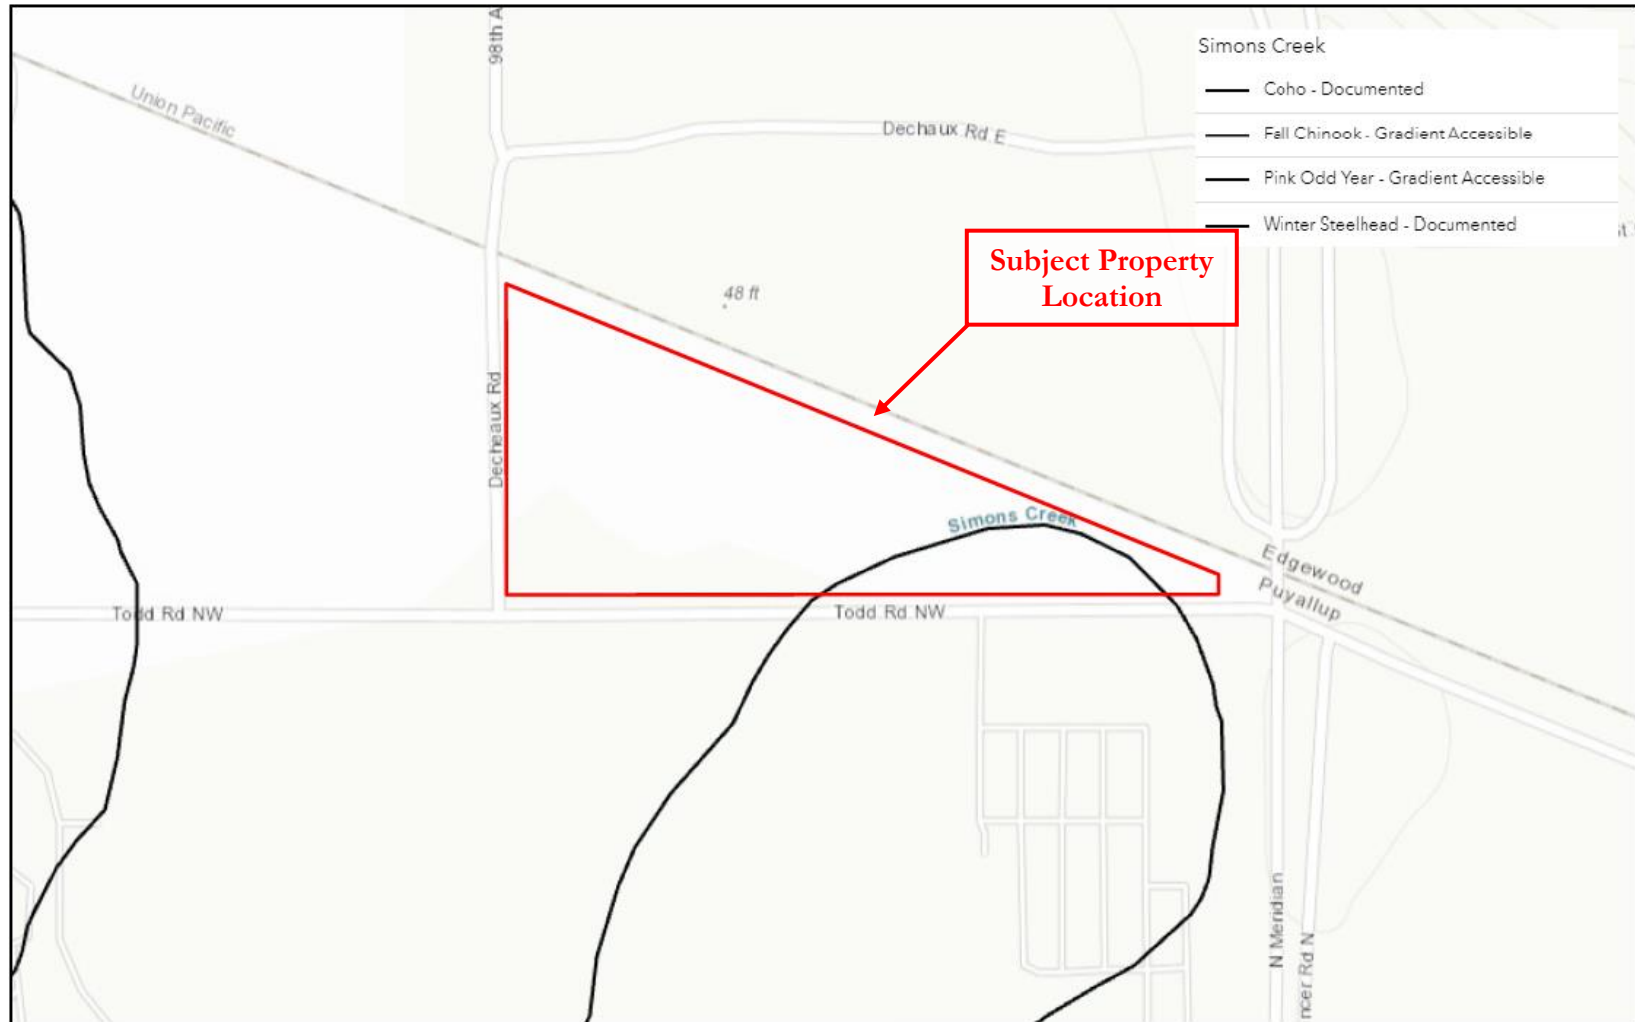 98th A
Simons Creek
Coho - Documented
Fall Chinook - Gradient Accessible
Pink Odd Year - Gradient Accessible
Winter Steelhead - Documented
Union Pacific
Dechaux Rd E
Subject Property
Location
48 ft
Decheaux Rd
Simons Creek
Edgewood
Puyallup
Todd Rd NW
Todd Rd NW
N Meridian
ncer Rd N